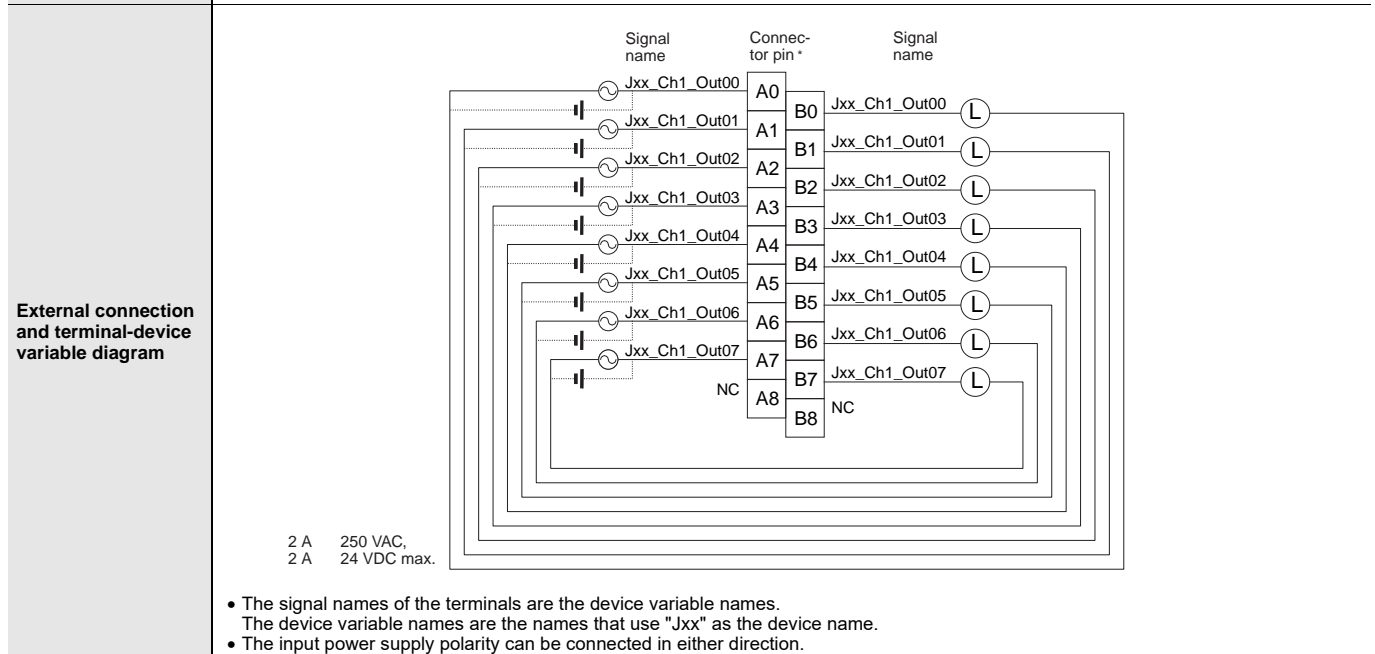 Signal name
Connec-tor pin *
Signal name
Jxx_Ch1_Out00
A0
B0
Jxx_Ch1_Out00
L
Jxx_Ch1_Out01
A1
B1
Jxx_Ch1_Out01
L
Jxx_Ch1_Out02
A2
B2
Jxx_Ch1_Out02
L
Jxx_Ch1_Out03
A3
B3
Jxx_Ch1_Out03
L
Jxx_Ch1_Out04
A4
B4
Jxx_Ch1_Out04
L
Jxx_Ch1_Out05
A5
B5
Jxx_Ch1_Out05
L
Jxx_Ch1_Out06
A6
B6
Jxx_Ch1_Out06
L
Jxx_Ch1_Out07
A7
B7
Jxx_Ch1_Out07
L
NC
A8
B8
NC
External connection
and terminal-device
variable diagram
2 A 250 VAC,
2 A 24 VDC max.
• The signal names of the terminals are the device variable names.
The device variable names are the names that use "Jxx" as the device name.
• The input power supply polarity can be connected in either direction.